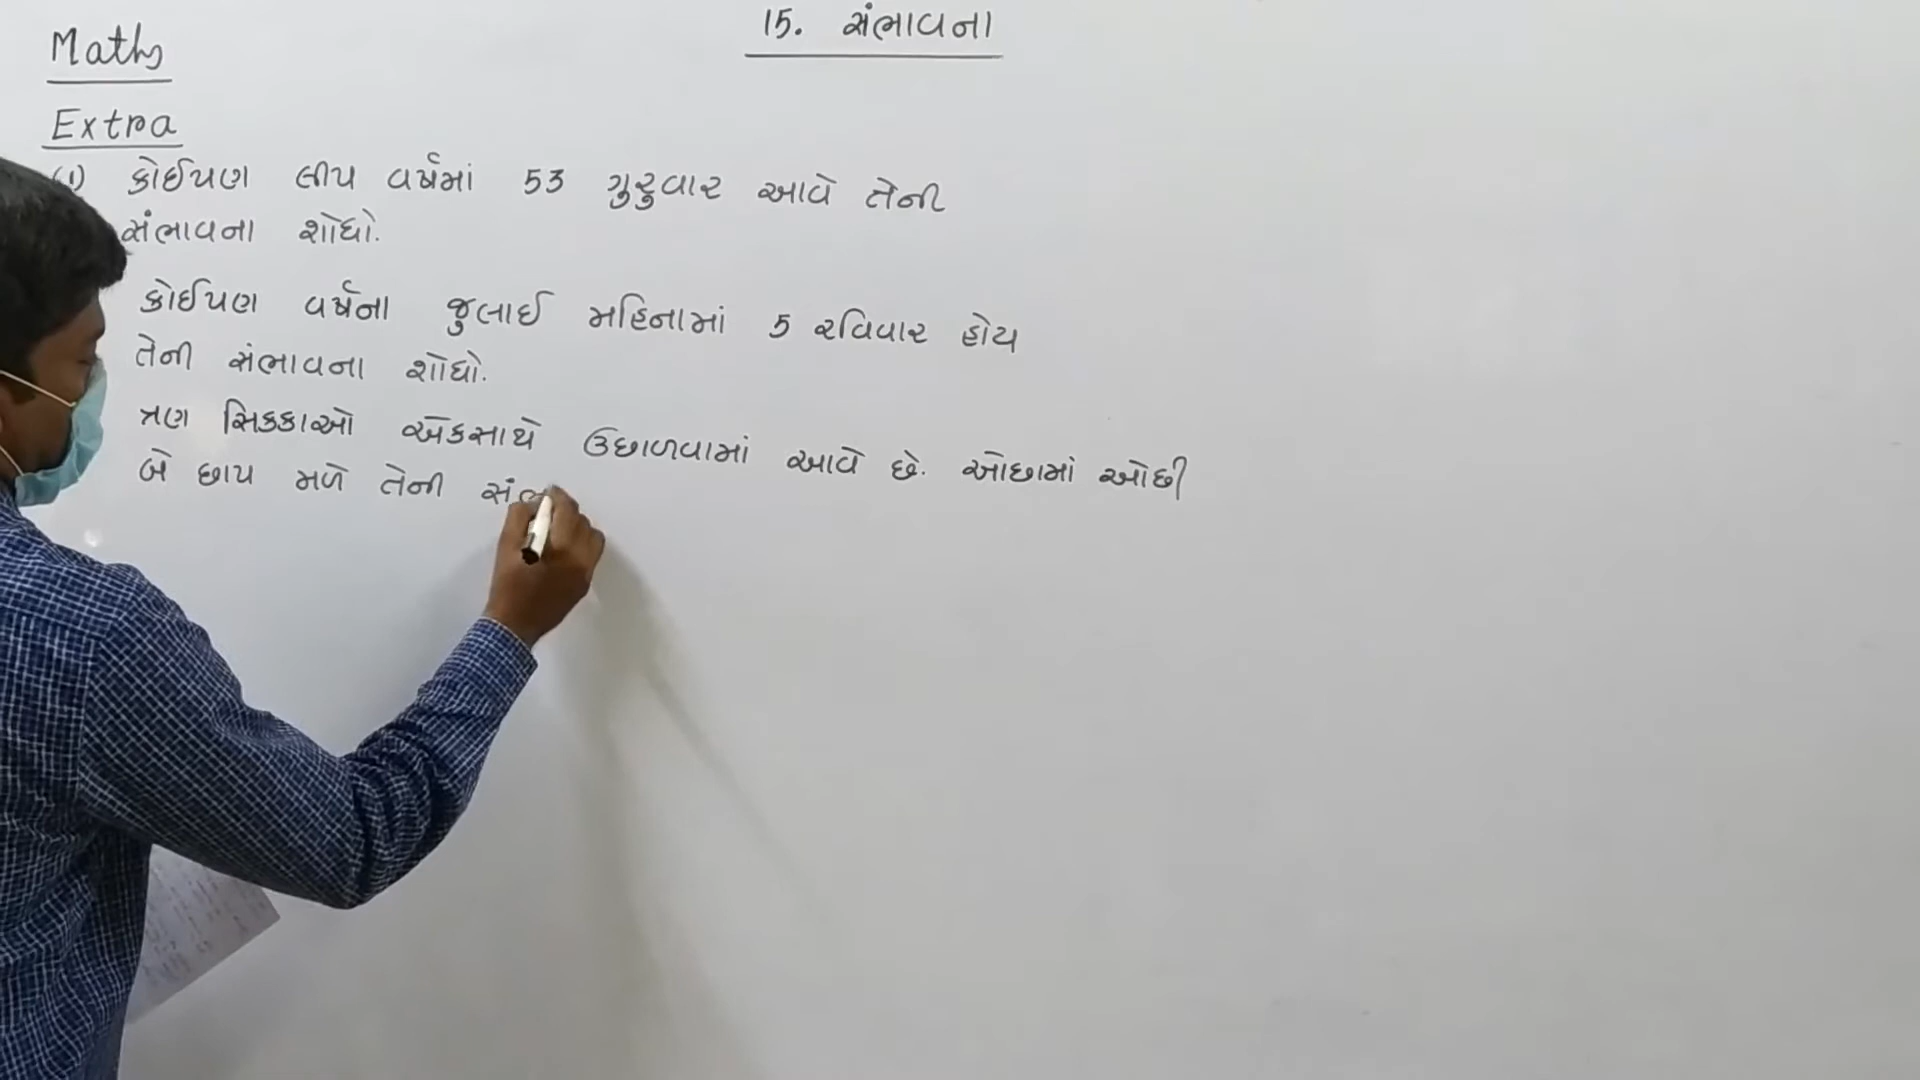 15. સંભાવના
Maths
Extra
(1) કોઈપણ લીપ વર્ષમાં 53 ગુરુવાર આવે તેની
સંભાવના શોધો.
કોઈપણ વર્ષના જુલાઈ મહિનામાં 5 રવિવાર હોય
તેની સંભાવના શોધો.
ત્રણ સિક્કાઓ એકસાથે ઉછાળવામાં આવે છે. ઓછામાં ઓછી
બે છાપ મળે તેની